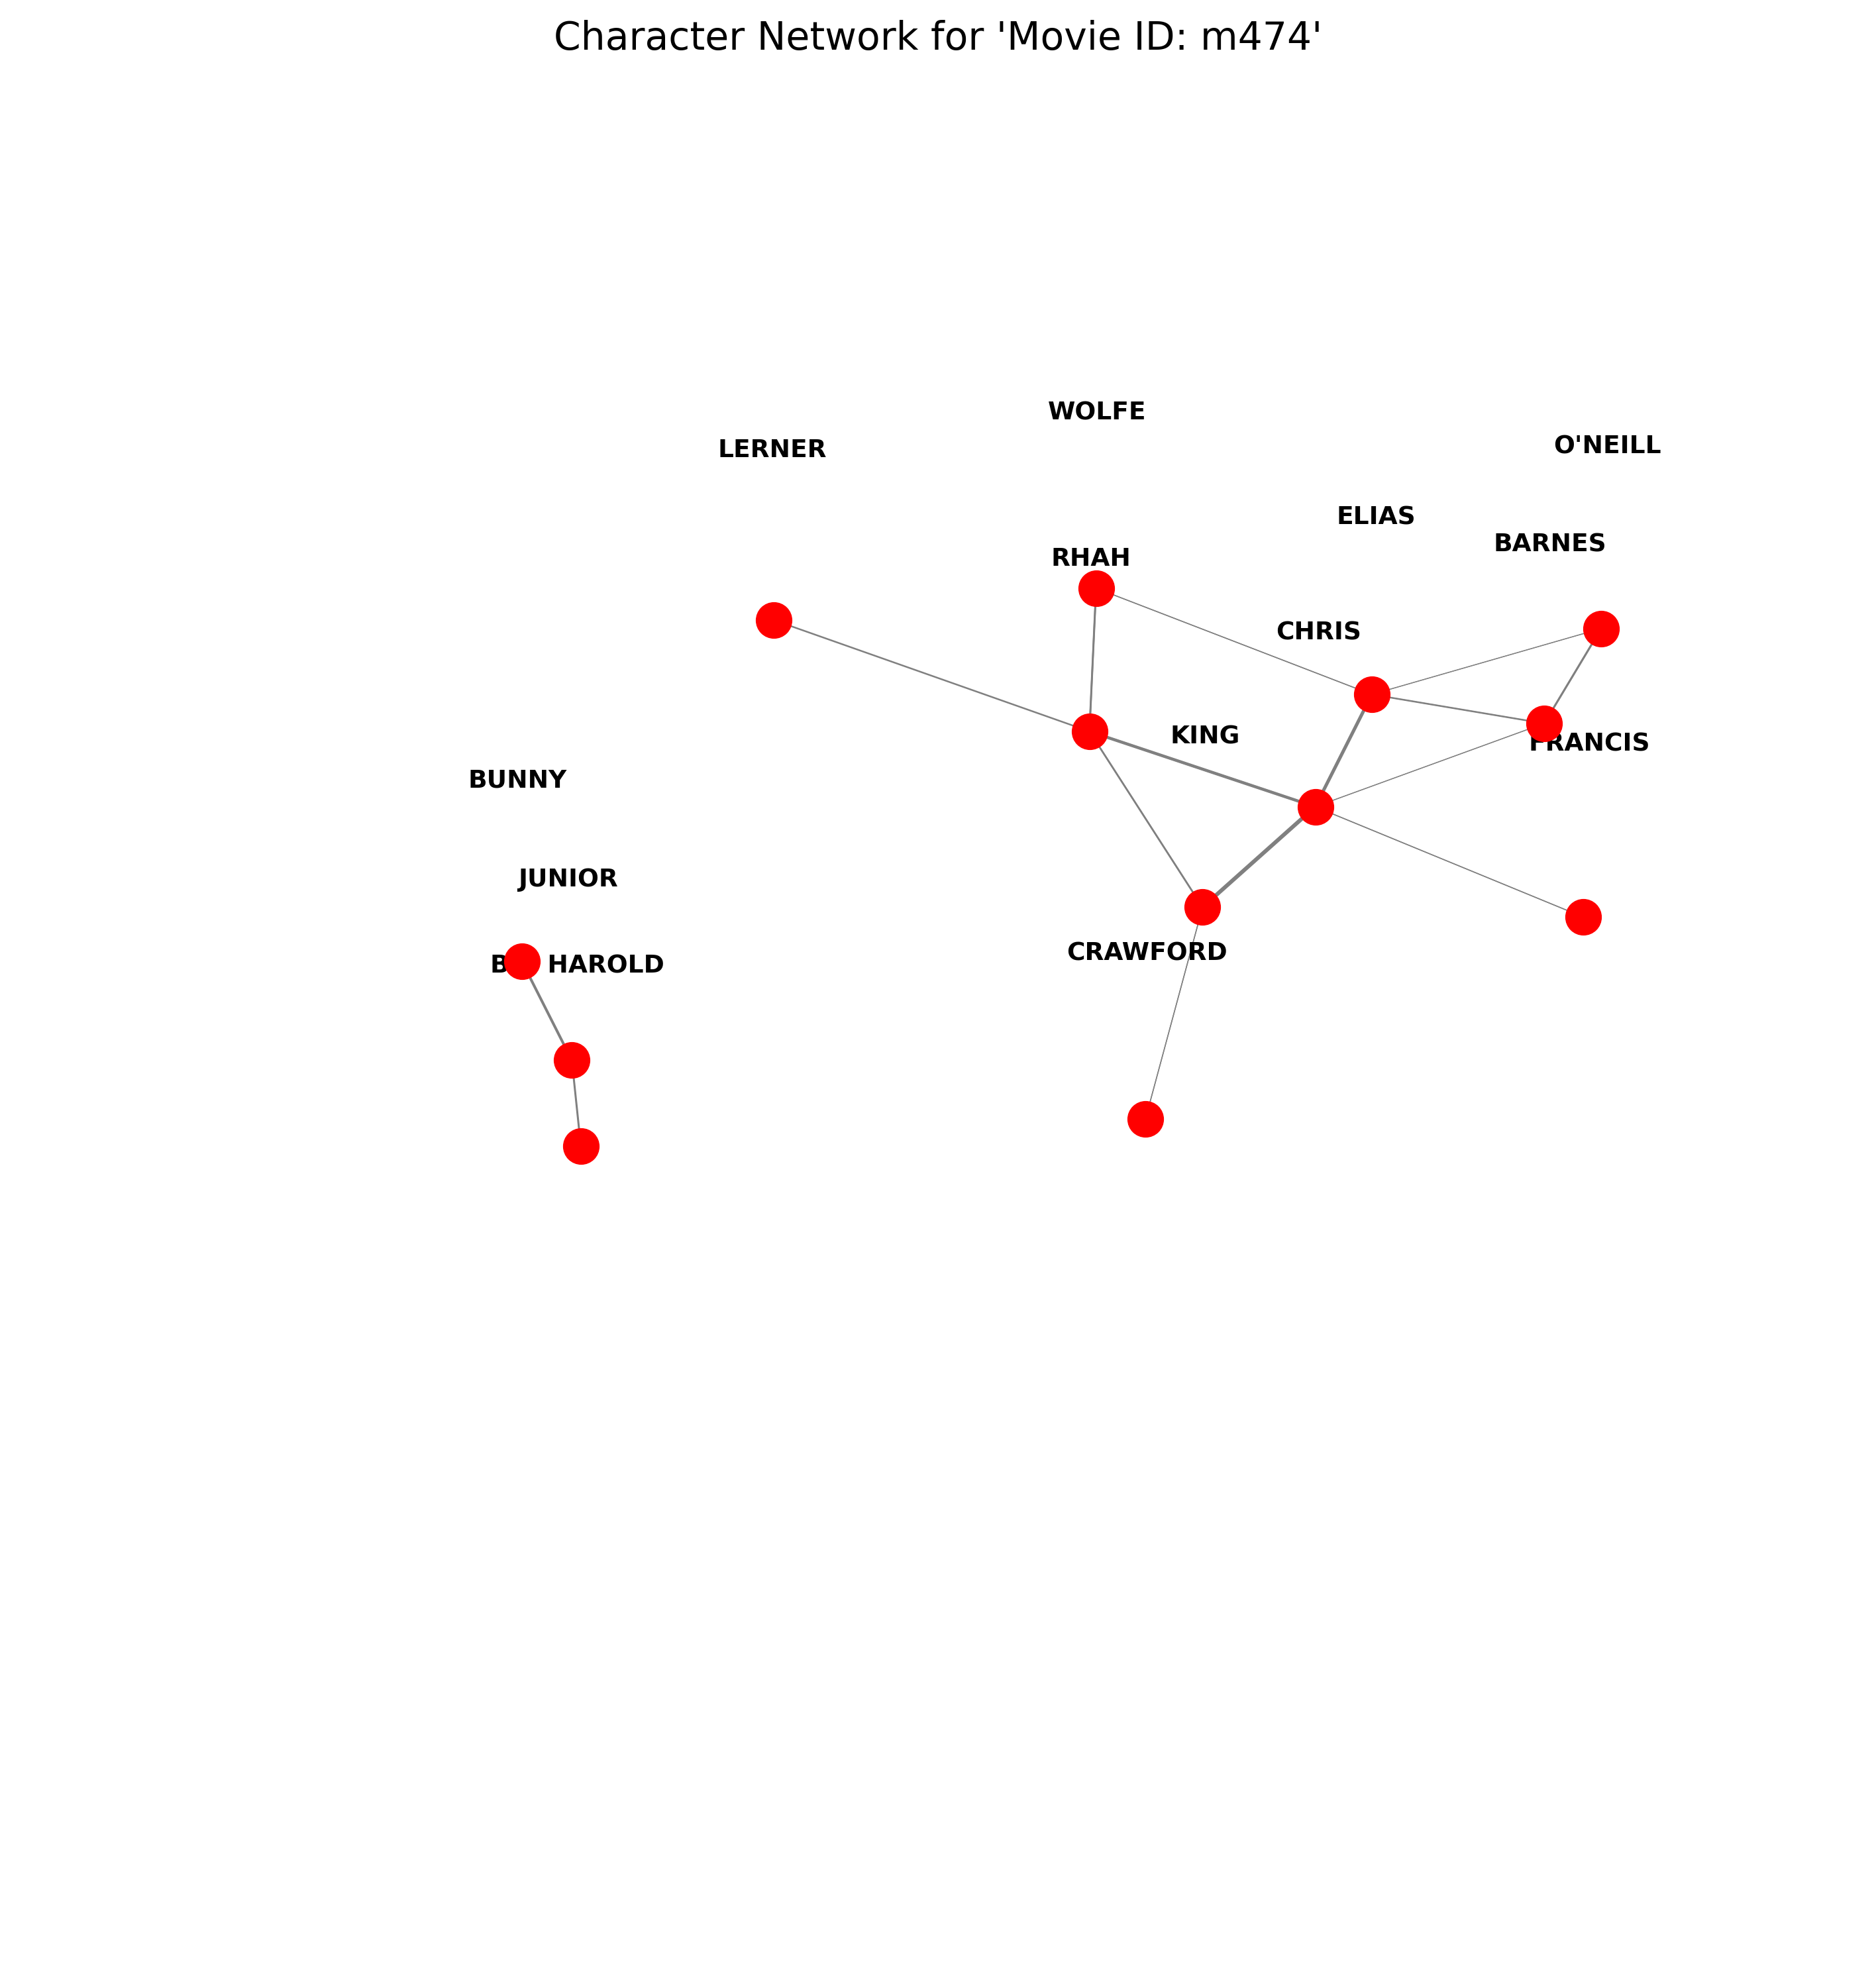 Character Network for 'Movie ID: m474'
WOLFE
LERNER
O'NEILL
ELIAS
BARNES
RHAH
CHRIS
KING
FRANCIS
BUNNY
JUNIOR
CRAWFORD
HAROLD